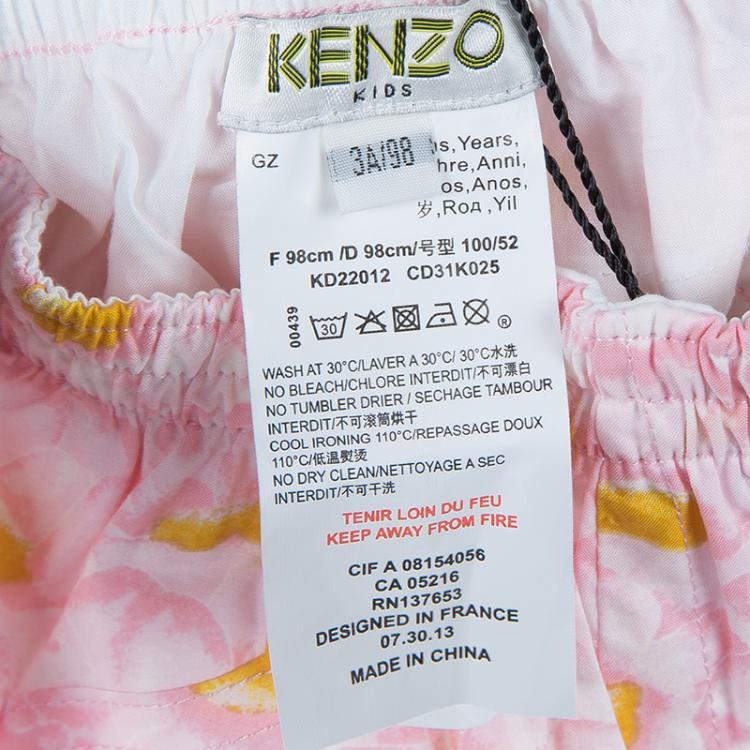 KENZO
KIDS
GZ
3A/98
s,Years,
hre,Anni,
os,Anos,
岁,Roд ,Yil
F 98cm /D 98cm/号型 100/52
KD22012 CD31K025
00439
30
®
WASH AT 30°C/LAVER A 30°C/ 30°C水洗
NO BLEACH/CHLORE INTERDIT/不可漂白
NO TUMBLER DRIER / SECHAGE TAMBOUR
INTERDIT/不可滚筒烘干
COOL IRONING 110°C/REPASSAGE DOUX
110°C/低温熨烫
NO DRY CLEAN/NETTOYAGE A SEC
INTERDIT/不可干洗
TENIR LOIN DU FEU
KEEP AWAY FROM FIRE
CIF A 08154056
CA 05216
RN137653
DESIGNED IN FRANCE
07.30.13
MADE IN CHINA